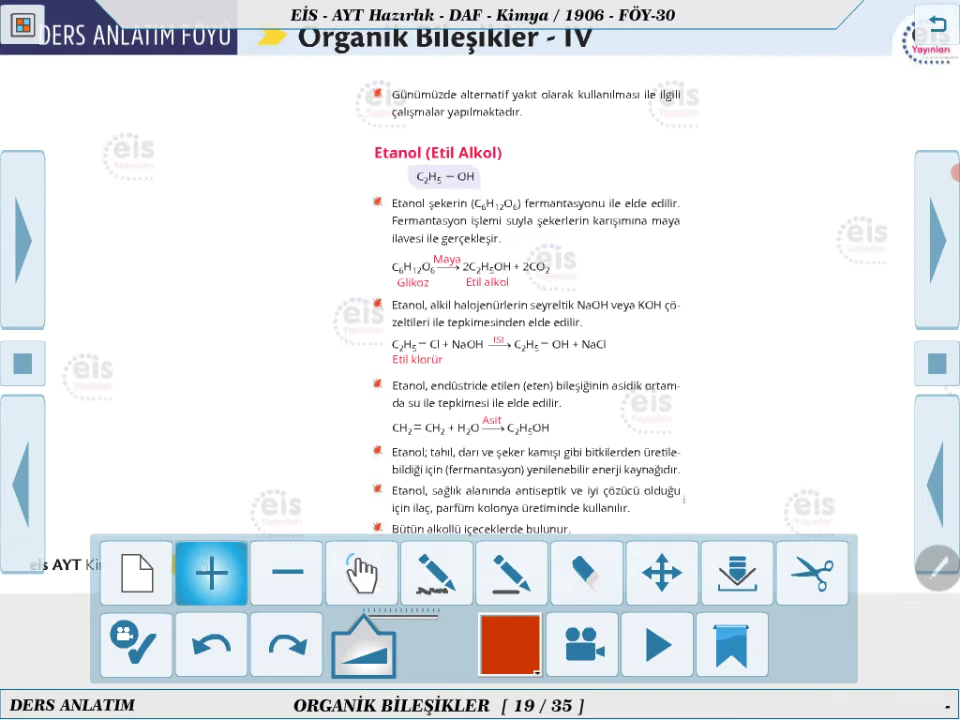 EİS - AYT Hazırlık - DAF - Kimya / 1906 - FÖY-30
DERS ANLATIM FÖYÜ
Organik Bileşikler - IV
eis
Yayınları
Günümüzde alternatif yakıt olarak kullanılması ile ilgili
çalışmalar yapılmaktadır.
Etanol (Etil Alkol)
C₂H₅ − OH
Etanol şekerin (C₆H₁₂O₆) fermantasyonu ile elde edilir.
Fermantasyon işlemi suyla şekerlerin karışımına maya
ilavesi ile gerçekleşir.
C₆H₁₂O₆ Maya⟶ 2C₂H₅OH + 2CO₂
Glikoz Etil alkol
Etanol, alkil halojenürlerin seyreltik NaOH veya KOH çö-
zeltileri ile tepkimesinden elde edilir.
C₂H₅ − Cl + NaOH ısı⟶ C₂H₅ − OH + NaCl
Etil klorür
Etanol, endüstride etilen (eten) bileşiğinin asidik ortam-
da su ile tepkimesi ile elde edilir.
CH₂ = CH₂ + H₂O Asit⟶ C₂H₅OH
Etanol; tahıl, darı ve şeker kamışı gibi bitkilerden üretile-
bildiği için (fermantasyon) yenilenebilir enerji kaynağıdır.
Etanol, sağlık alanında antiseptik ve iyi çözücü olduğu
için ilaç, parfüm kolonya üretiminde kullanılır.
Bütün alkollü içeceklerde bulunur.
eis AYT
DERS ANLATIM
ORGANİK BİLEŞİKLER [ 19 / 35 ]
-